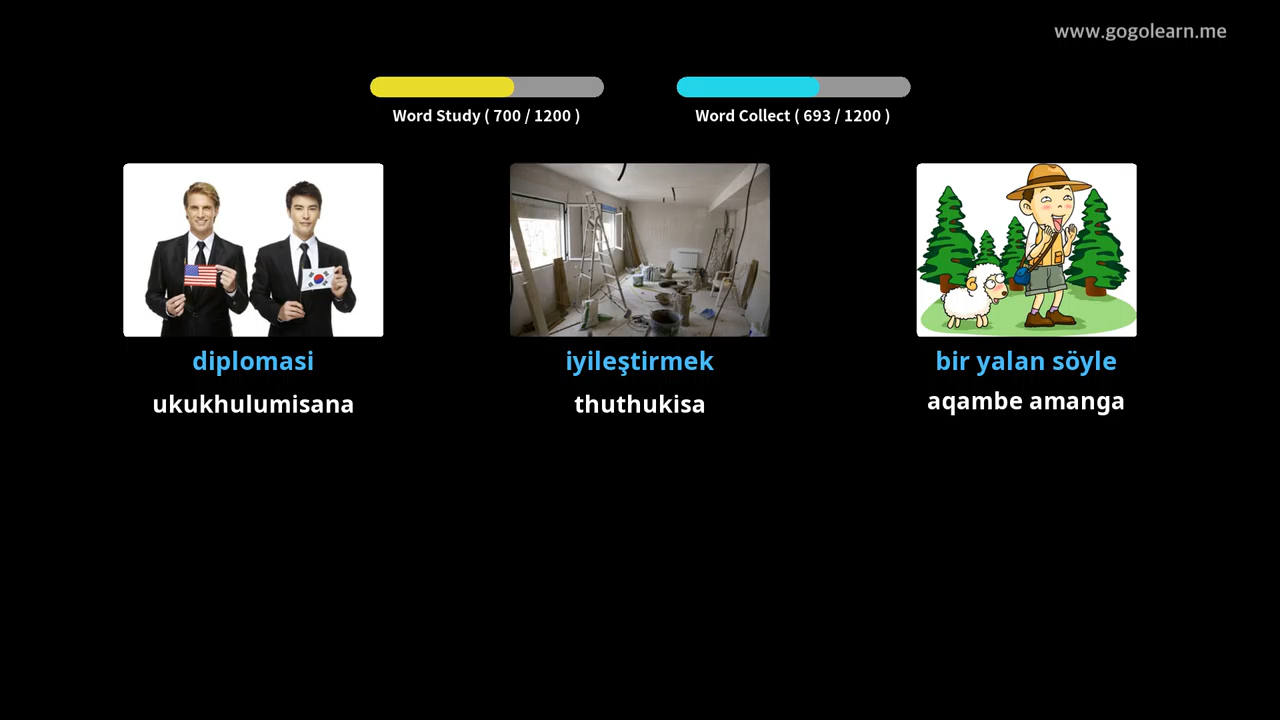 www.gogolearn.me
Word Study ( 700 / 1200 )
Word Collect ( 693 / 1200 )
diplomasi
iyileştirmek
bir yalan söyle
ukukhulumisana
thuthukisa
aqambe amanga